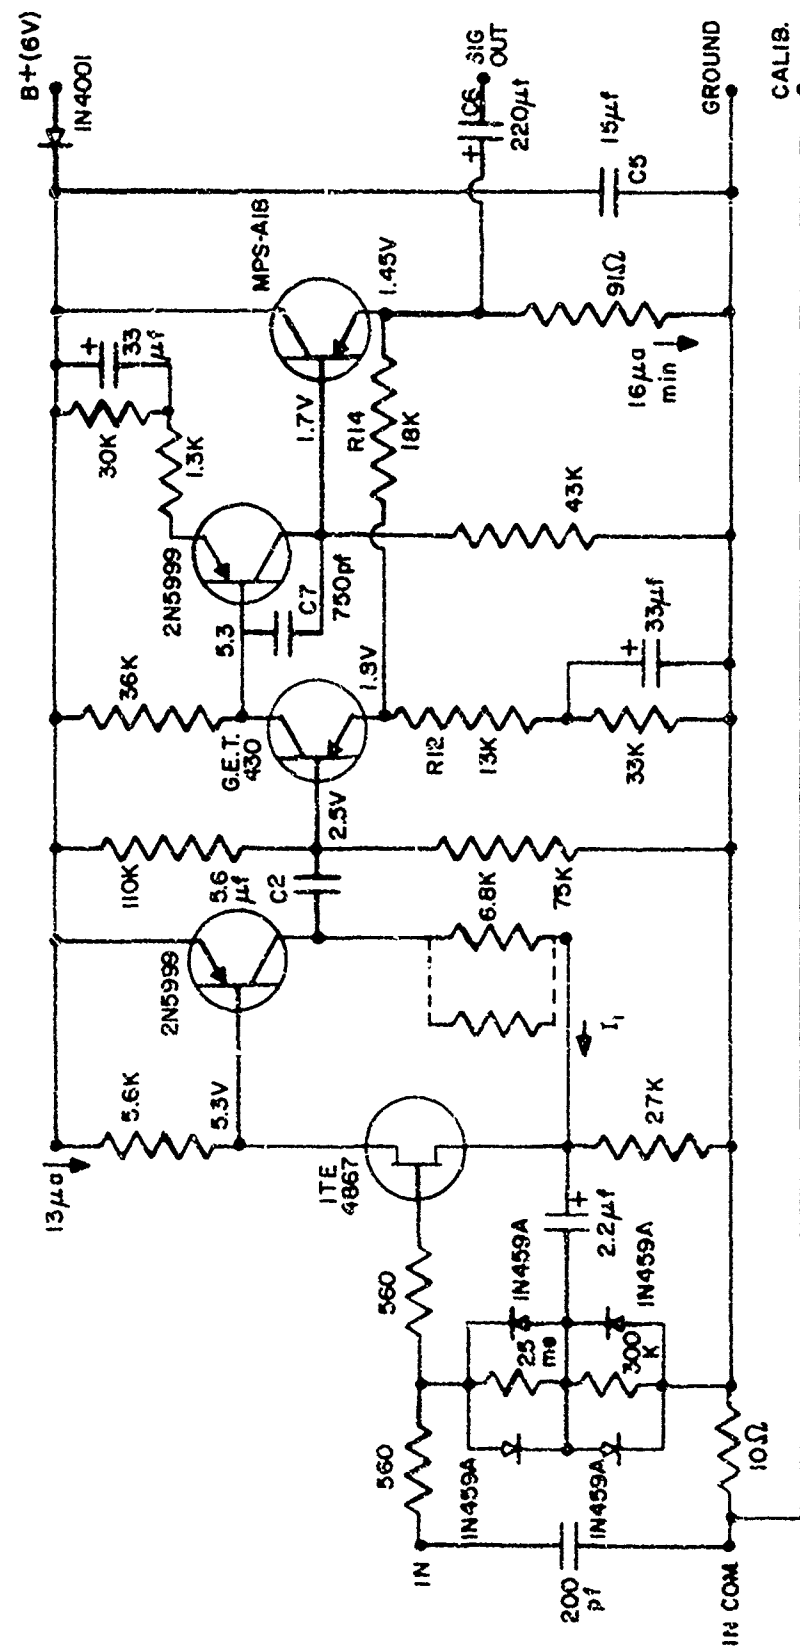 B+(6V)
1N4001
SIG
OUT
C6
+
220µf
15µf
C5
GROUND
CALIB.
MPS-A18
1.45V
91Ω
16µa
min
+
33
µf
30K
1.3K
1.7V
R14
18K
43K
2N5999
5.3
C7
750pf
36K
G.E.T.
430
1.9V
R12
13K
+
33µf
33K
110K
5.6
µf
C2
2.5V
75K
6.8K
2N5999
I₁
13µa
5.6K
5.3V
ITE
4867
27K
+
2.2µf
560
1N459A
1N459A
25
me
300
K
560
1N459A
1N459A
10Ω
IN
200
pf
IN COM